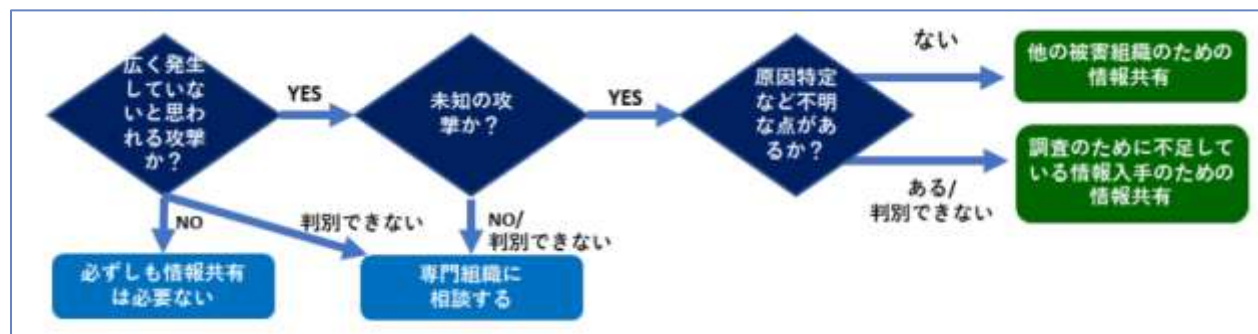 広く発生
していな
いと思わ
れる攻撃
か？
YES
未知の攻
撃か？
YES
原因特定
など不明
な点があ
るか？
ない
他の被害組織のための
情報共有
ある/
判別できない
調査のために不足して
いる情報入手のための
情報共有
NO
判別できない
NO/
判別できない
必ずしも情報共有
は必要ない
専門組織に
相談する